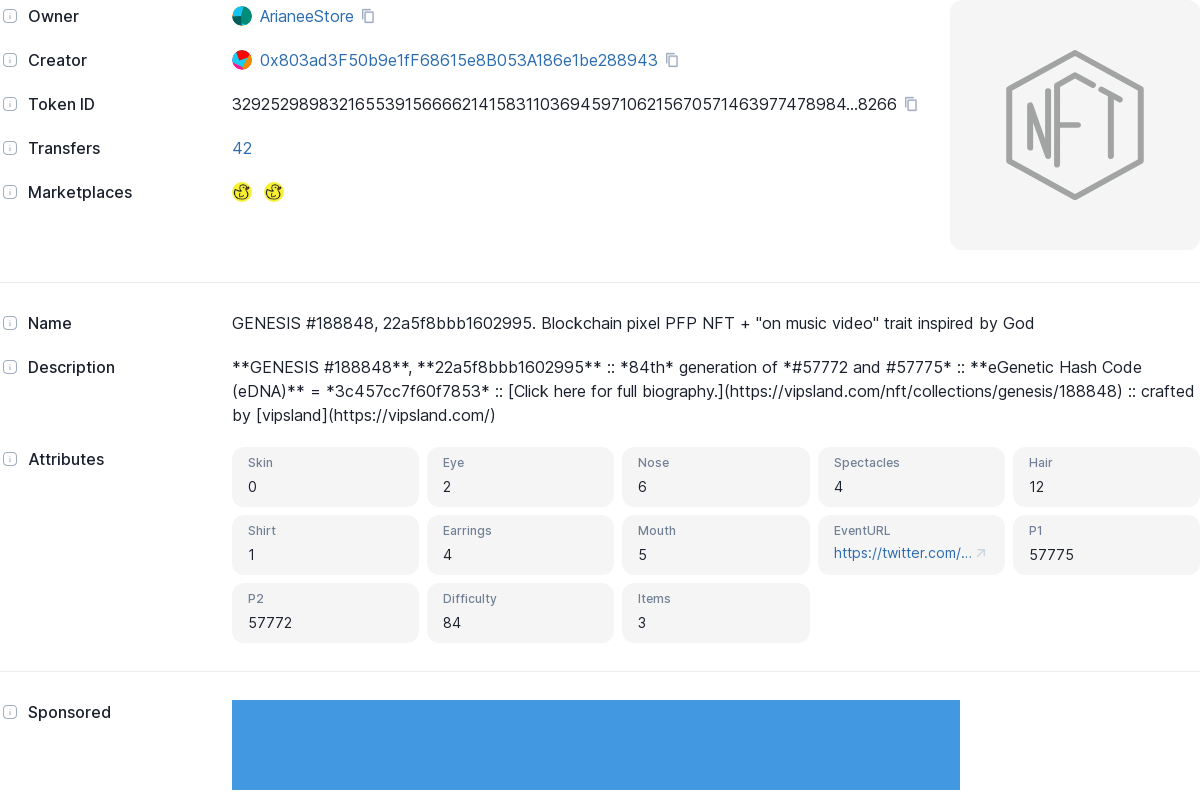 Owner
ArianeeStore
Creator
0x803ad3F50b9e1fF68615e8B053A186e1be288943
Token ID
32925298983216553915666621415831103694597106215670571463977478984...8266
Transfers
42
Marketplaces
NFT
Name
GENESIS #188848, 22a5f8bbb1602995. Blockchain pixel PFP NFT + "on music video" trait inspired by God
Description
**GENESIS #188848**, **22a5f8bbb1602995** :: *84th* generation of *#57772 and #57775* :: **eGenetic Hash Code
(eDNA)** = *3c457cc7f60f7853* :: [Click here for full biography.](https://vipsland.com/nft/collections/genesis/188848) :: crafted
by [vipsland](https://vipsland.com/)
Attributes
Skin
0
Eye
2
Nose
6
Spectacles
4
Hair
12
Shirt
1
Earrings
4
Mouth
5
EventURL
https://twitter.com/...
P1
57775
P2
57772
Difficulty
84
Items
3
Sponsored